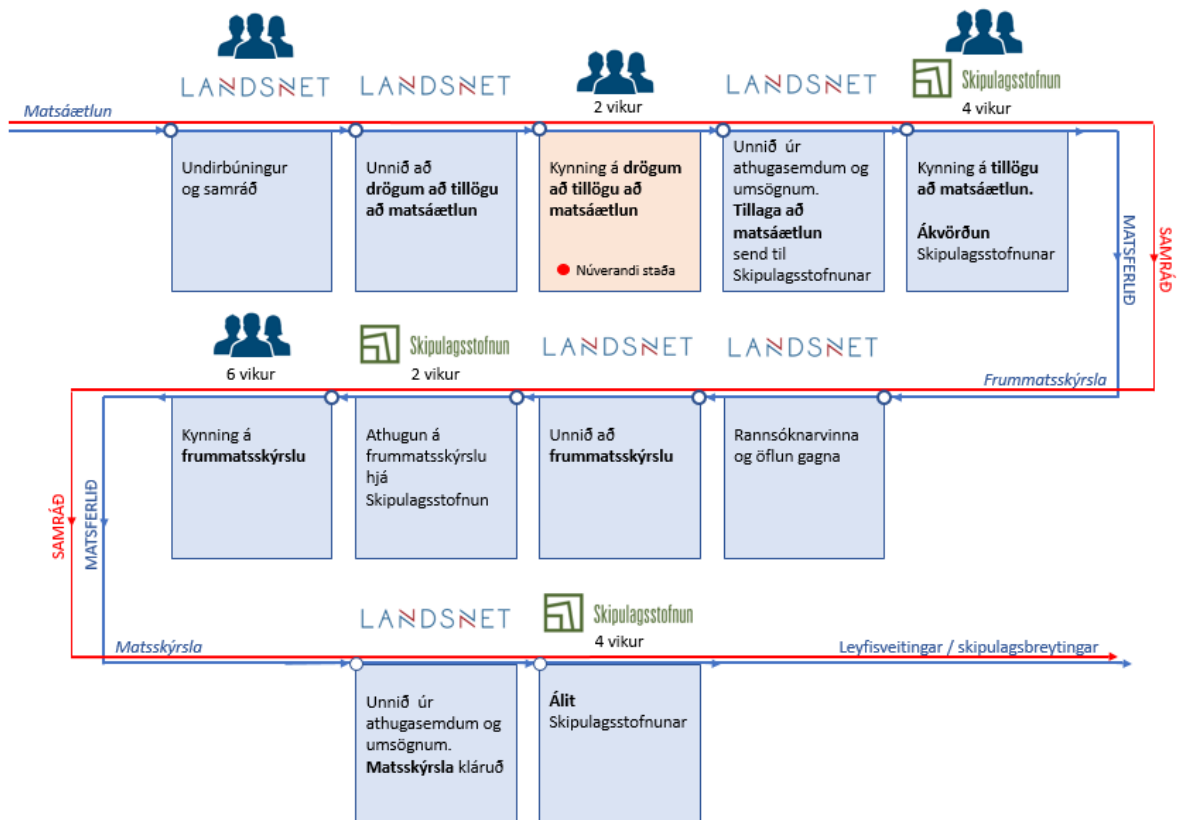 LANDSNET
LANDSNET
2 vikur
LANDSNET
Skipulagsstofnun
4 vikur
Matsáætlun
Undirbúningur
og samráð
Unnið að
drögum að tillögu
að matsáætlun
Kynning á drögum
að tillögu að
matsáætlun
Núverandi staða
Unnið úr
athugasemdum og
umsögnum.
Tillaga að
matsáætlun
send til
Skipulagsstofnunar
Kynning á tillögu
að matsáætlun.
Ákvörðun
Skipulagsstofnunar
MATSFERLIÐ
SAMRÁÐ
6 vikur
Skipulagsstofnun
2 vikur
LANDSNET
LANDSNET
Frummatsskýrsla
Kynning á
frummatsskýrslu
Athugun á
frummatsskýrslu
hjá
Skipulagsstofnun
Unnið að
frummatsskýrslu
Rannsóknarvinna
og öflun gagna
SAMRÁÐ
MATSFERLIÐ
LANDSNET
Skipulagsstofnun
4 vikur
Matsskýrsla
Leyfisveitingar / skipulagsbreytingar
Unnið úr
athugasemdum og
umsögnum.
Matsskýrsla kláruð
Álit
Skipulagsstofnunar